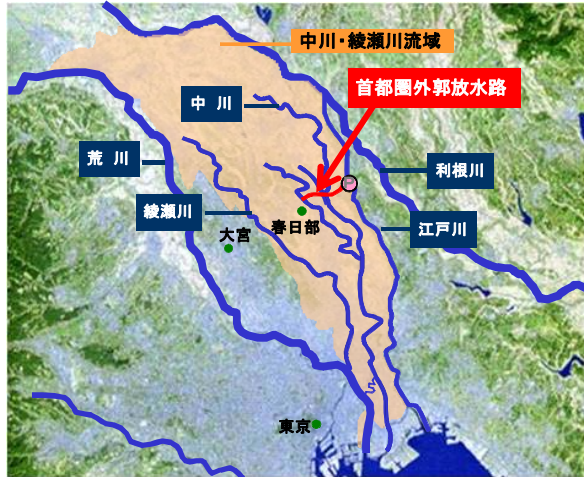 中川・綾瀬川流域
首都圏外郭放水路
中 川
荒 川
利根川
綾瀬川
春日部
江戸川
大宮
東京